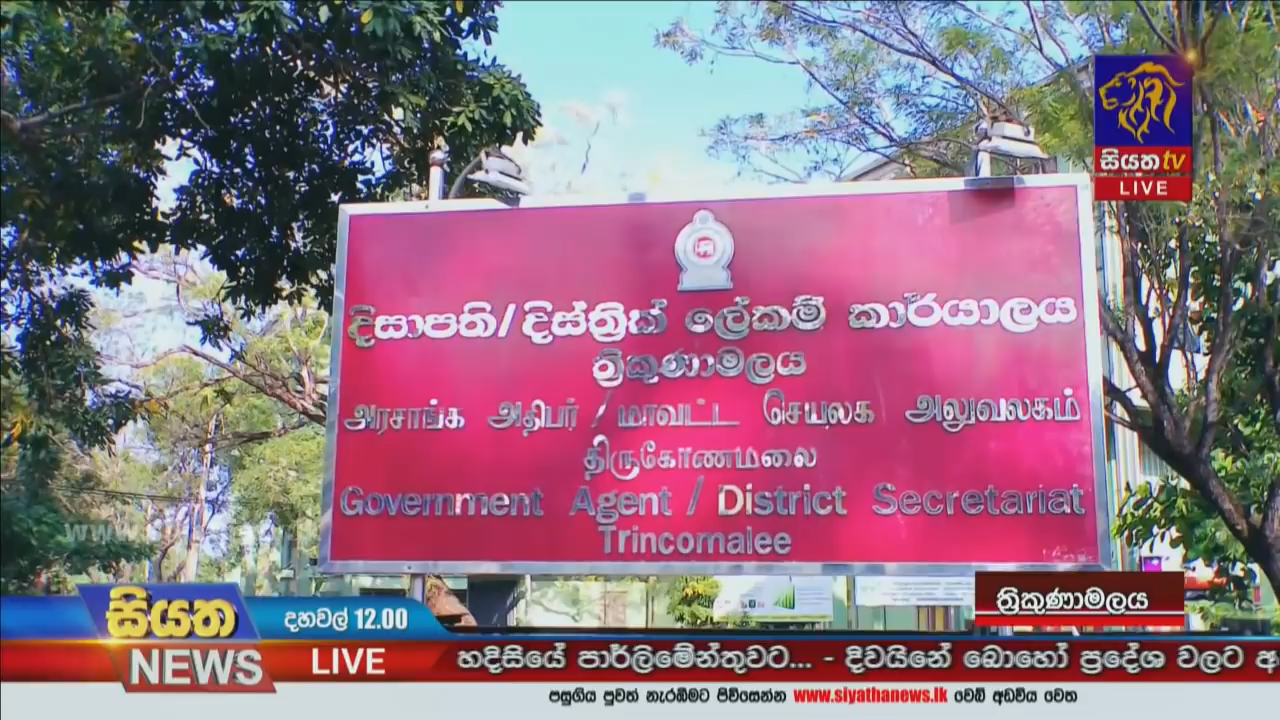 සියත tv
LIVE
දිසාපති/දිස්ත්‍රික් ලේකම් කාර්යාලය
ත්‍රිකුණාමලය
அரசாங்க அதிபர் / மாவட்ட செயலக அலுவலகம்
திருகோணமலை
Government Agent / District Secretariat
Trincomalee
ත්‍රිකුණාමලය
සියත දහවල් 12.00
NEWS LIVE හදිසියේ පාර්ලිමේන්තුවට... - දිවයිනේ බොහෝ ප්‍රදේශ වලට
පසුගිය පුවත් නැරඹීමට පිවිසෙන්න www.siyathanews.lk වෙබ් අඩවිය වෙත